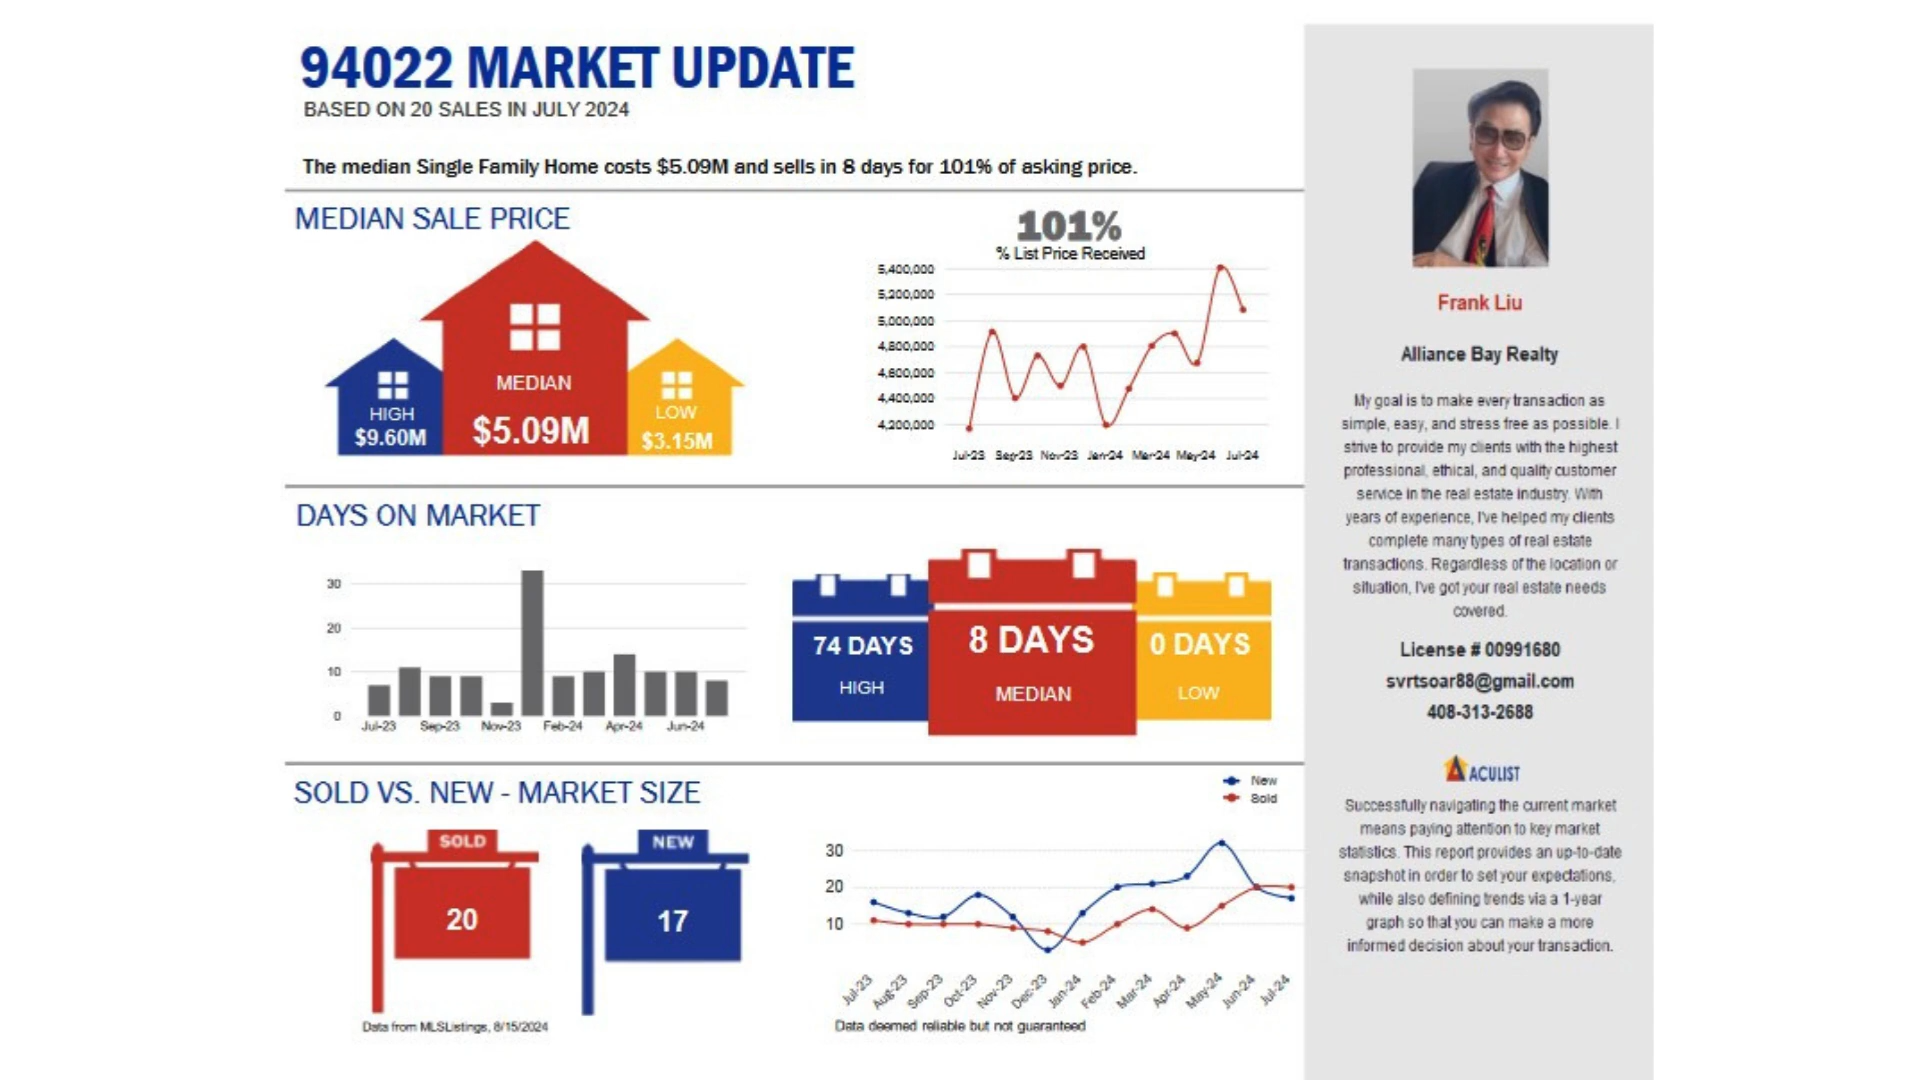 94022 MARKET UPDATE
BASED ON 20 SALES IN JULY 2024
The median Single Family Home costs $5.09M and sells in 8 days for 101% of asking price.
MEDIAN SALE PRICE
HIGH
$9.60M
MEDIAN
$5.09M
LOW
$3.15M
101%
% List Price Received
5,400,000
5,200,000
5,000,000
4,800,000
4,600,000
4,400,000
4,200,000
Jul-23 Sep-23 Nov-23 Jan-24 Mar-24 May-24 Jul-24
DAYS ON MARKET
30
20
10
0
Jul-23 Sep-23 Nov-23 Feb-24 Apr-24 Jun-24
74 DAYS
HIGH
8 DAYS
MEDIAN
0 DAYS
LOW
SOLD VS. NEW - MARKET SIZE
SOLD
20
NEW
17
New
Sold
30
20
10
Jul-23 Aug-23 Sep-23 Oct-23 Nov-23 Dec-23 Jan-24 Feb-24 Mar-24 Apr-24 May-24 Jun-24 Jul-24
Data from MLSListings, 8/15/2024
Data deemed reliable but not guaranteed
Frank Liu
Alliance Bay Realty
My goal is to make every transaction as
simple, easy, and stress free as possible. I
strive to provide my clients with the highest
professional, ethical, and quality customer
service in the real estate industry. With
years of experience, I've helped my clients
complete many types of real estate
transactions. Regardless of the location or
situation, I've got your real estate needs
covered.
License # 00991680
svrtsoar88@gmail.com
408-313-2688
ACULIST
Successfully navigating the current market
means paying attention to key market
statistics. This report provides an up-to-date
snapshot in order to set your expectations,
while also defining trends via a 1-year
graph so that you can make a more
informed decision about your transaction.